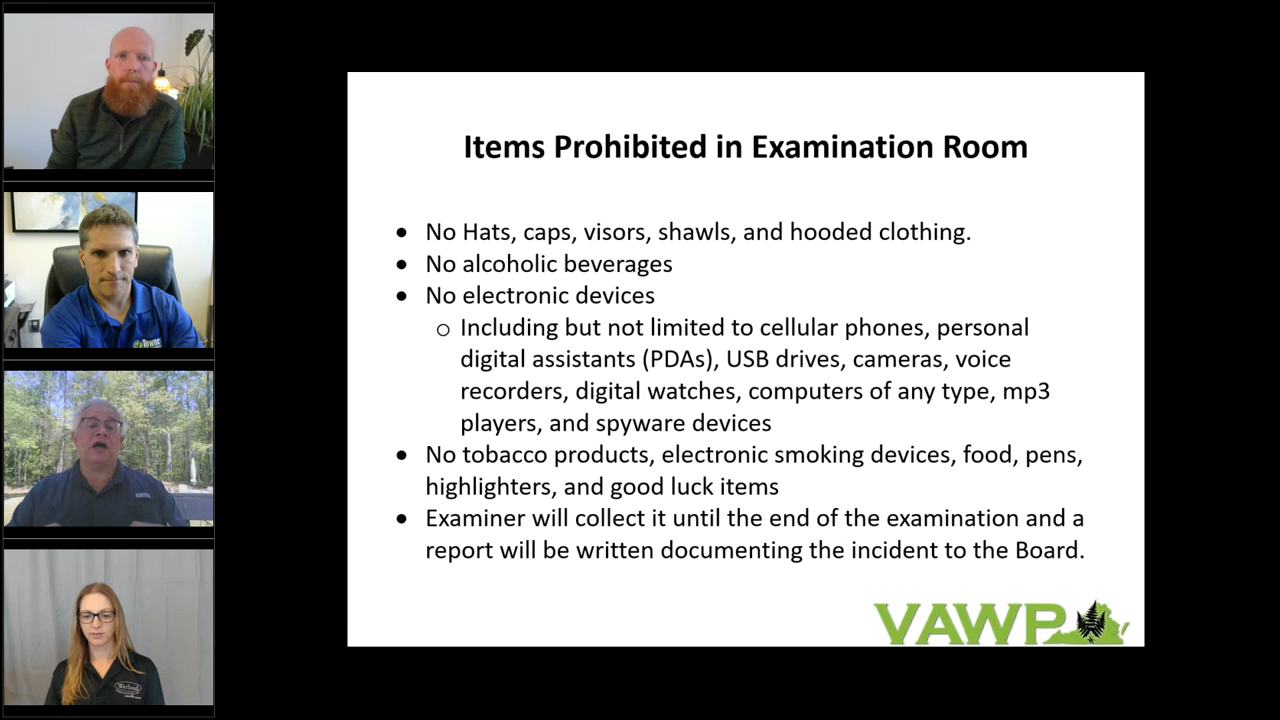 Items Prohibited in Examination Room
• No Hats, caps, visors, shawls, and hooded clothing.
• No alcoholic beverages
• No electronic devices
o Including but not limited to cellular phones, personal
digital assistants (PDAs), USB drives, cameras, voice
recorders, digital watches, computers of any type, mp3
players, and spyware devices
• No tobacco products, electronic smoking devices, food, pens,
highlighters, and good luck items
• Examiner will collect it until the end of the examination and a
report will be written documenting the incident to the Board.
VAWP
Wetland